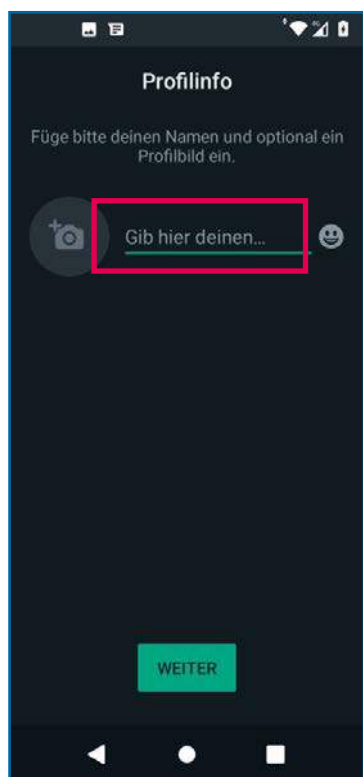 Profilinfo
Füge bitte deinen Namen und optional ein
Profilbild ein.
Gib hier deinen...
WEITER